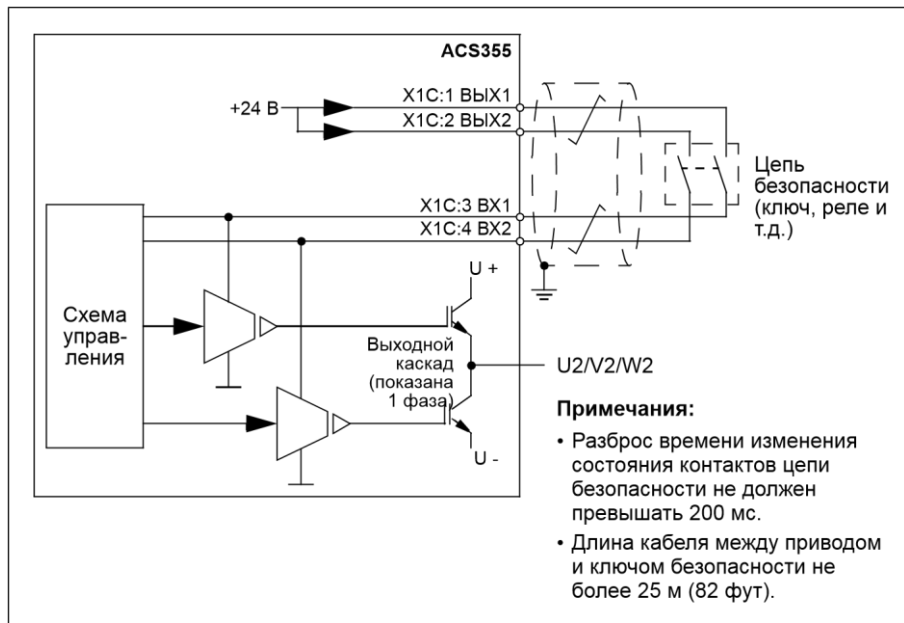 ACS355
X1C:1 ВЫХ1
+24 В
X1C:2 ВЫХ2
Цепь
безопасности
(ключ, реле и
т.д.)
X1C:3 ВХ1
X1C:4 ВХ2
U +
Схема
управ-
ления
Выходной
каскад
(показана
1 фаза)
U2/V2/W2
U -
Примечания:
• Разброс времени изменения
состояния контактов цепи
безопасности не должен
превышать 200 мс.
• Длина кабеля между приводом
и ключом безопасности не
более 25 м (82 фут).